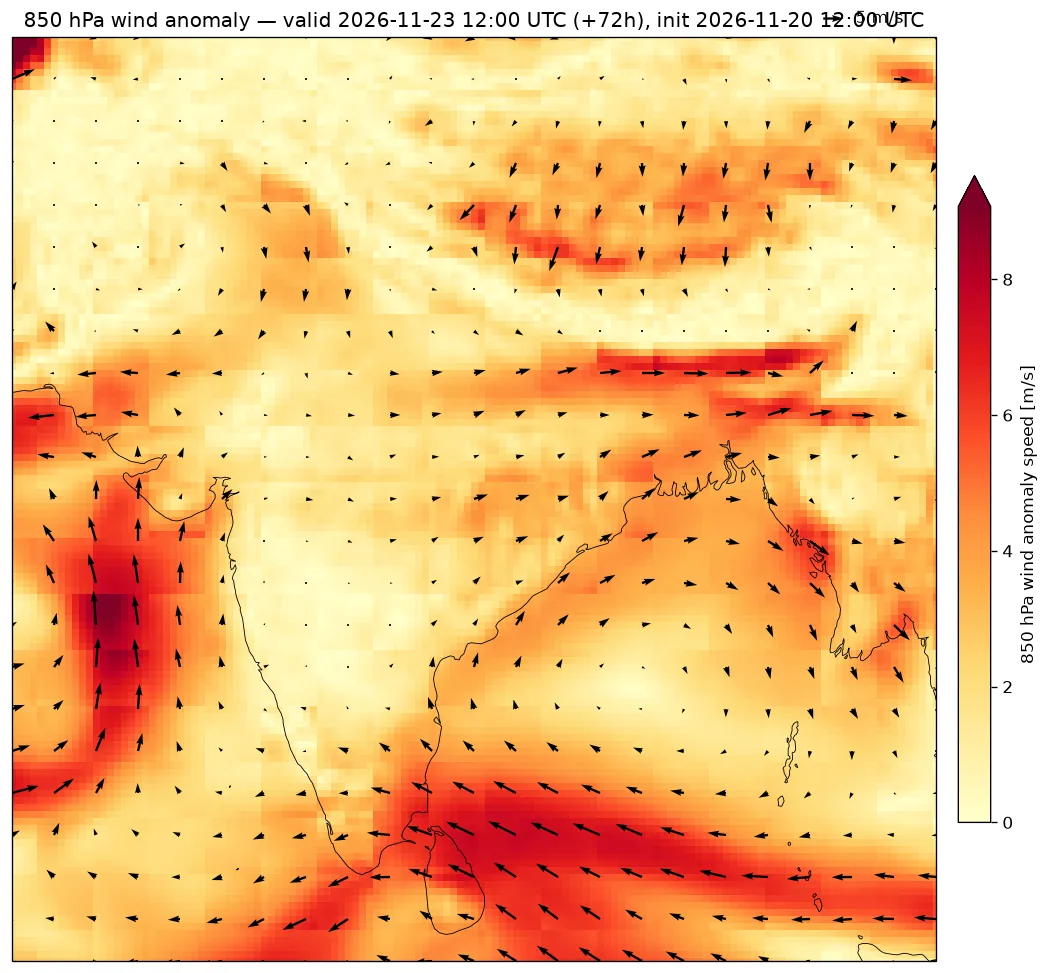 850 hPa wind anomaly — valid 2026-11-23 12:00 UTC (+72h), init 2026-11-20 12:00 UTC
5 m/s
8
6
4
2
0
850 hPa wind anomaly speed [m/s]